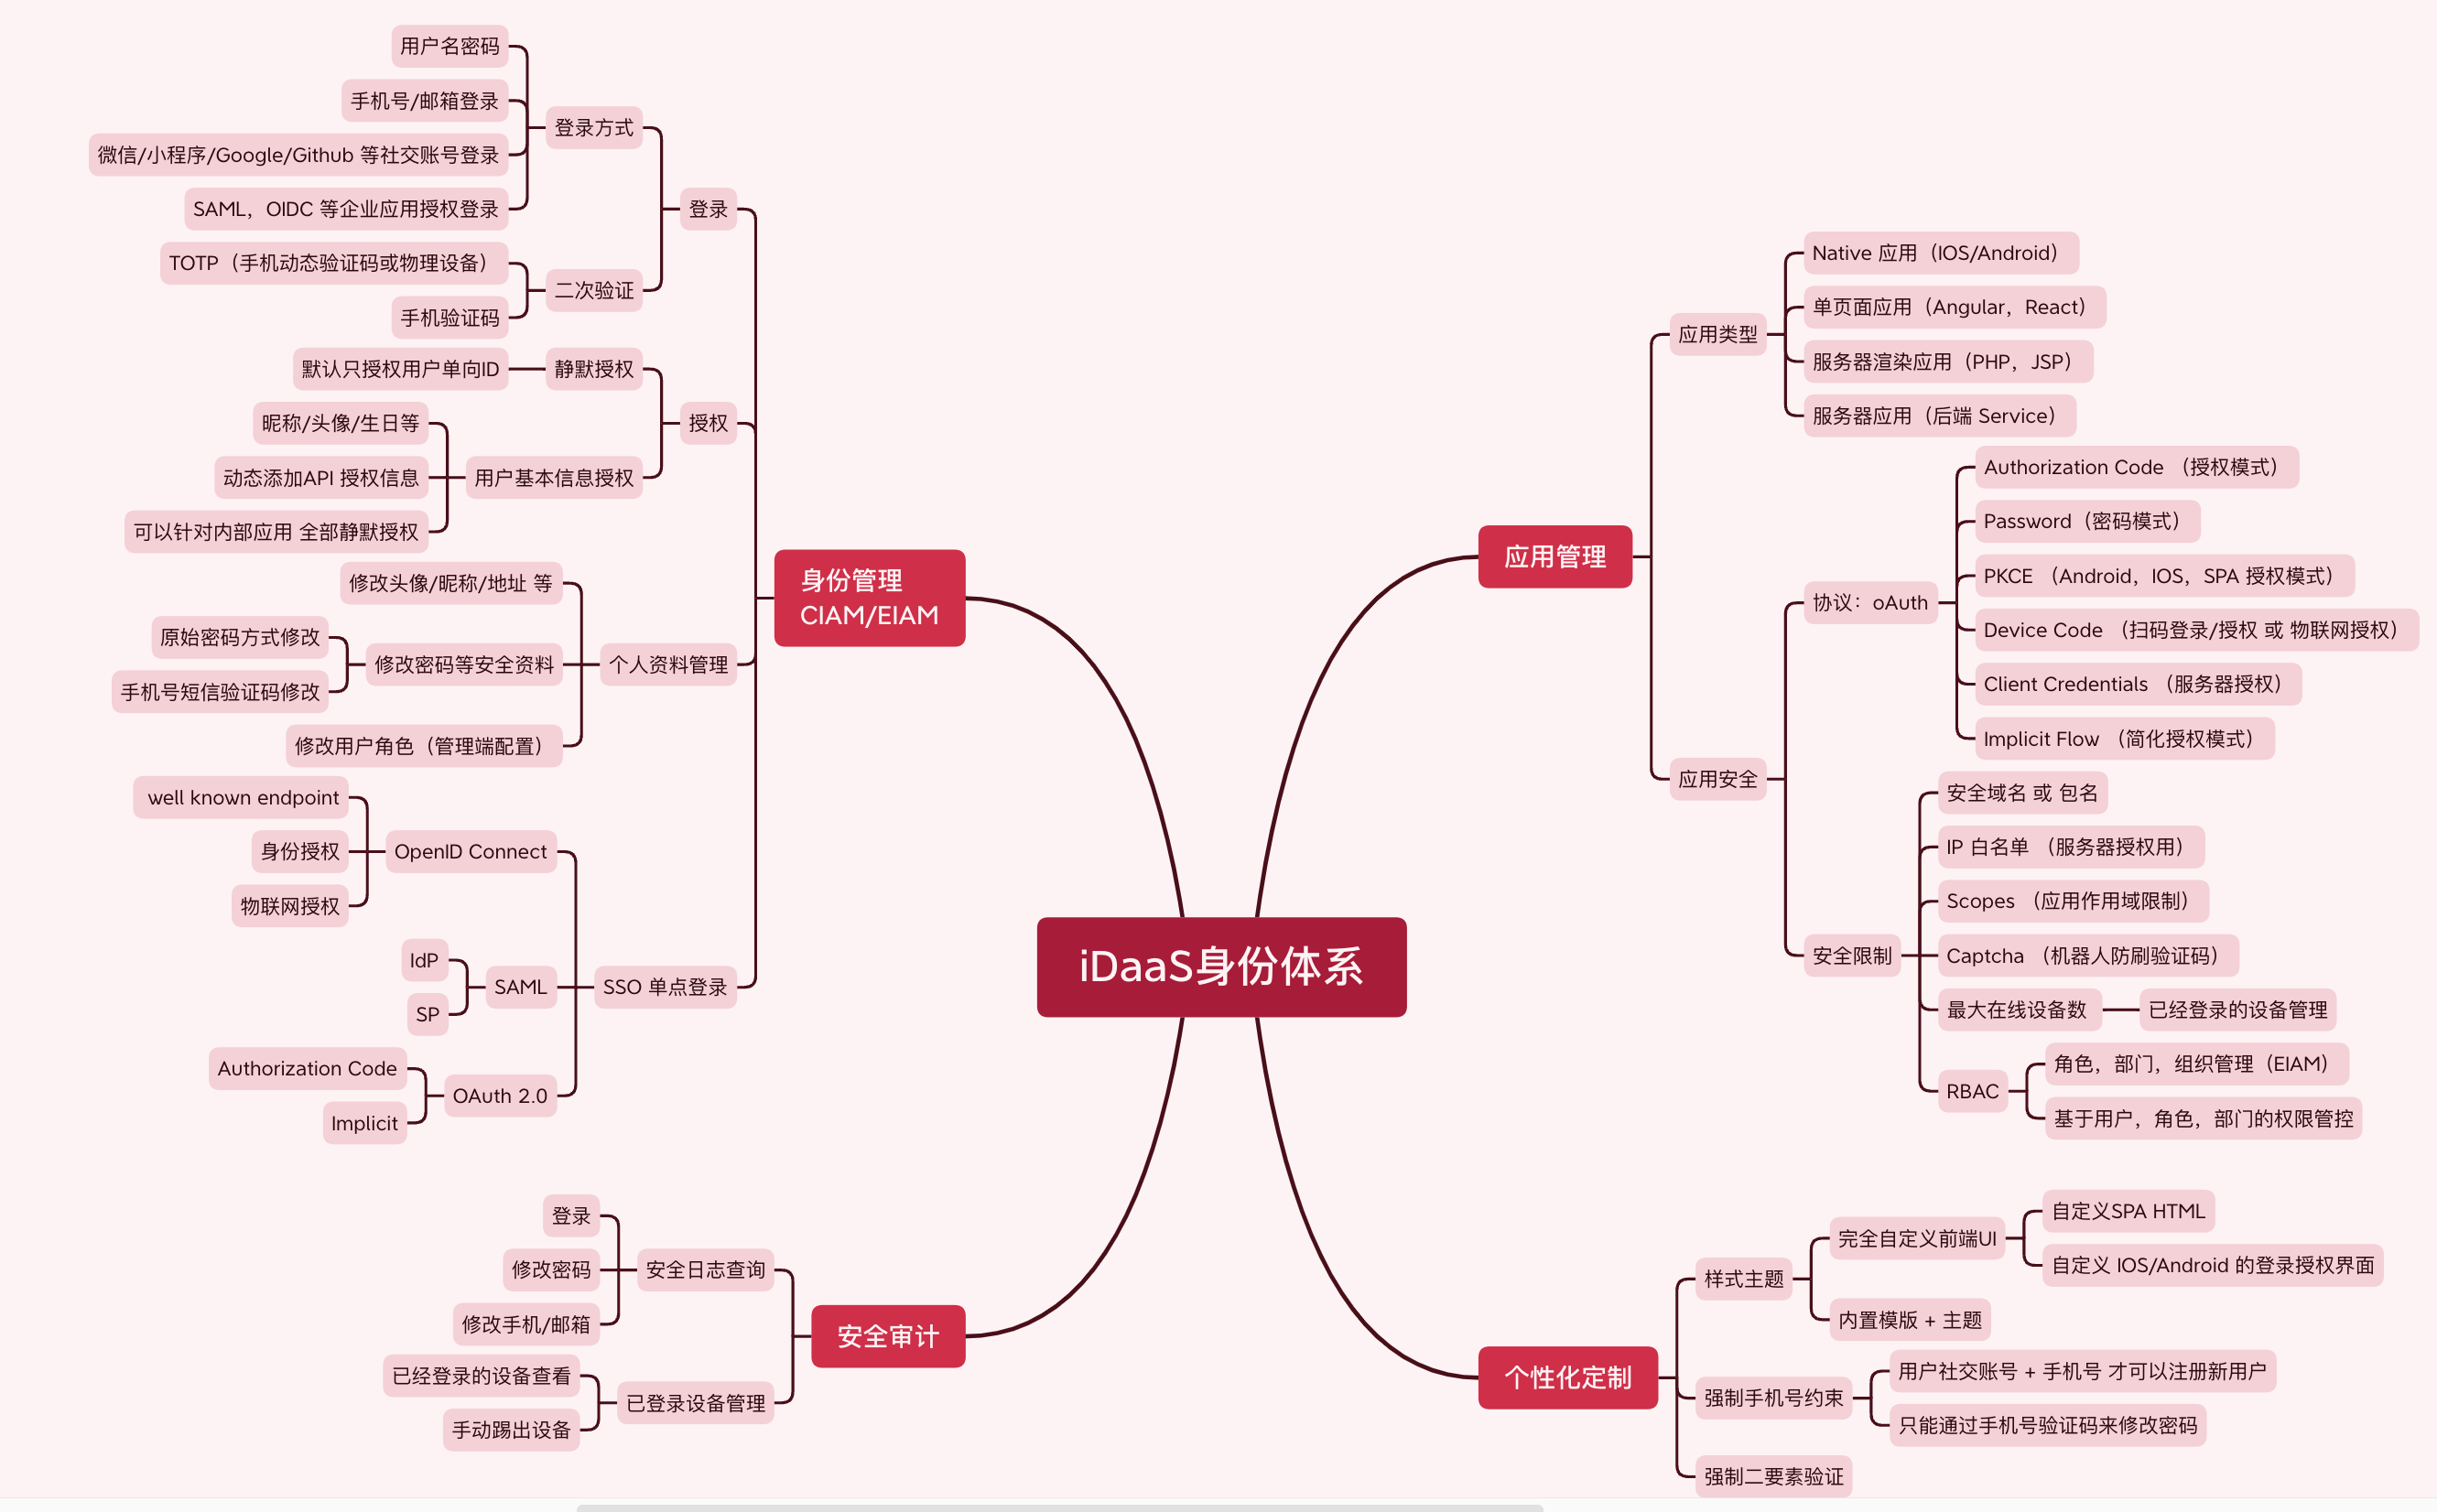 iDaaS身份体系
身份管理
CIAM/EIAM
登录
登录方式
用户名密码
手机号/邮箱登录
微信/小程序/Google/Github 等社交账号登录
SAML，OIDC 等企业应用授权登录
二次验证
TOTP（手机动态验证码或物理设备）
手机验证码
授权
静默授权
默认只授权用户单向ID
用户基本信息授权
昵称/头像/生日等
动态添加API 授权信息
可以针对内部应用 全部静默授权
个人资料管理
修改头像/昵称/地址 等
修改密码等安全资料
原始密码方式修改
手机号短信验证码修改
修改用户角色（管理端配置）
SSO 单点登录
OpenID Connect
well known endpoint
身份授权
物联网授权
SAML
IdP
SP
OAuth 2.0
Authorization Code
Implicit
安全审计
安全日志查询
登录
修改密码
修改手机/邮箱
已登录设备管理
已经登录的设备查看
手动踢出设备
应用管理
应用类型
Native 应用（IOS/Android）
单页面应用（Angular，React）
服务器渲染应用（PHP，JSP）
服务器应用（后端 Service）
应用安全
协议：oAuth
Authorization Code （授权模式）
Password（密码模式）
PKCE （Android，IOS，SPA 授权模式）
Device Code （扫码登录/授权 或 物联网授权）
Client Credentials （服务器授权）
Implicit Flow （简化授权模式）
安全限制
安全域名 或 包名
IP 白名单 （服务器授权用）
Scopes （应用作用域限制）
Captcha （机器人防刷验证码）
最大在线设备数
已经登录的设备管理
RBAC
角色，部门，组织管理（EIAM）
基于用户，角色，部门的权限管控
个性化定制
样式主题
完全自定义前端UI
自定义SPA HTML
自定义 IOS/Android 的登录授权界面
内置模版 + 主题
强制手机号约束
用户社交账号 + 手机号 才可以注册新用户
只能通过手机号验证码来修改密码
强制二要素验证